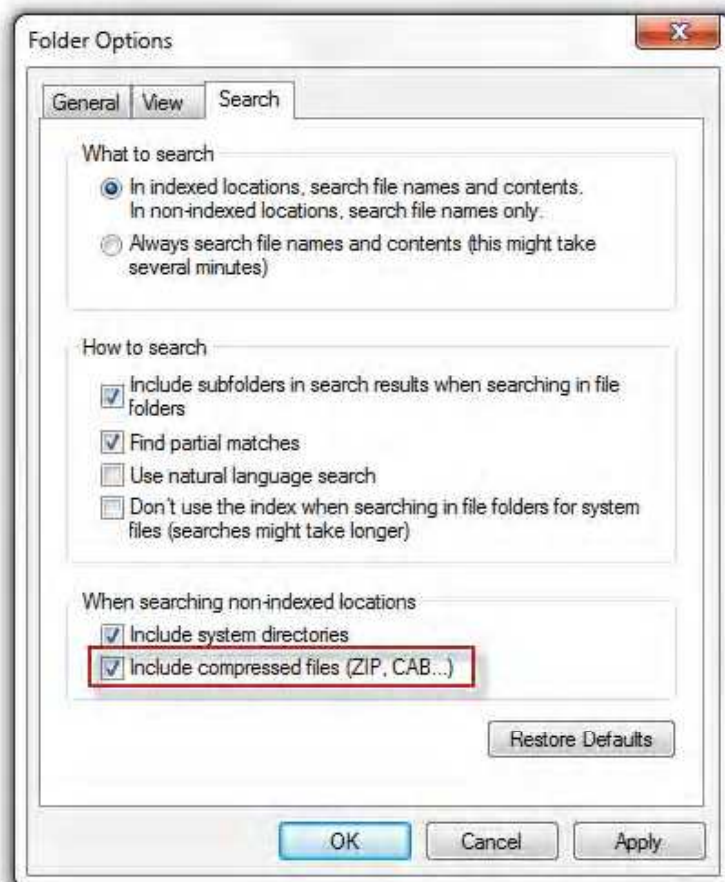 Folder Options
General View Search
What to search
In indexed locations, search file names and contents.
In non-indexed locations, search file names only.
Always search file names and contents (this might take
several minutes)
How to search
Include subfolders in search results when searching in file
folders
Find partial matches
Use natural language search
Don't use the index when searching in file folders for system
files (searches might take longer)
When searching non-indexed locations
Include system directories
Include compressed files (ZIP, CAB...)
Restore Defaults
OK Cancel Apply